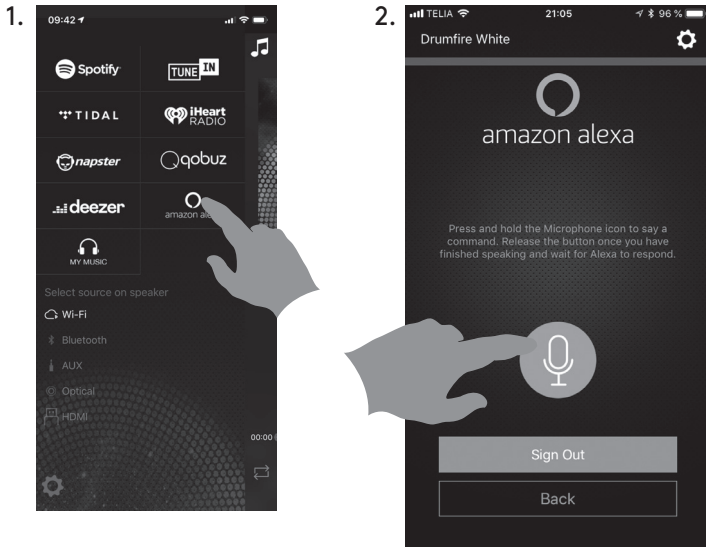 1.
09:42
Spotify
TUNE IN
TIDAL
iHeart
RADIO
napster
qobuz
deezer
amazon ale
MY MUSIC
Select source on speaker
Wi-Fi
Bluetooth
AUX
Optical
HDMI
00:00
2.
TELIA 21:05 96 %
Drumfire White
amazon alexa
Press and hold the Microphone icon to say a
command. Release the button once you have
finished speaking and wait for Alexa to respond.
Sign Out
Back